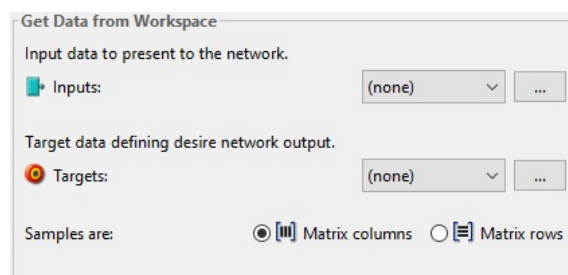 Get Data from Workspace
Input data to present to the network.
Inputs: (none) ...
Target data defining desire network output.
Targets: (none) ...
Samples are: Matrix columns Matrix rows